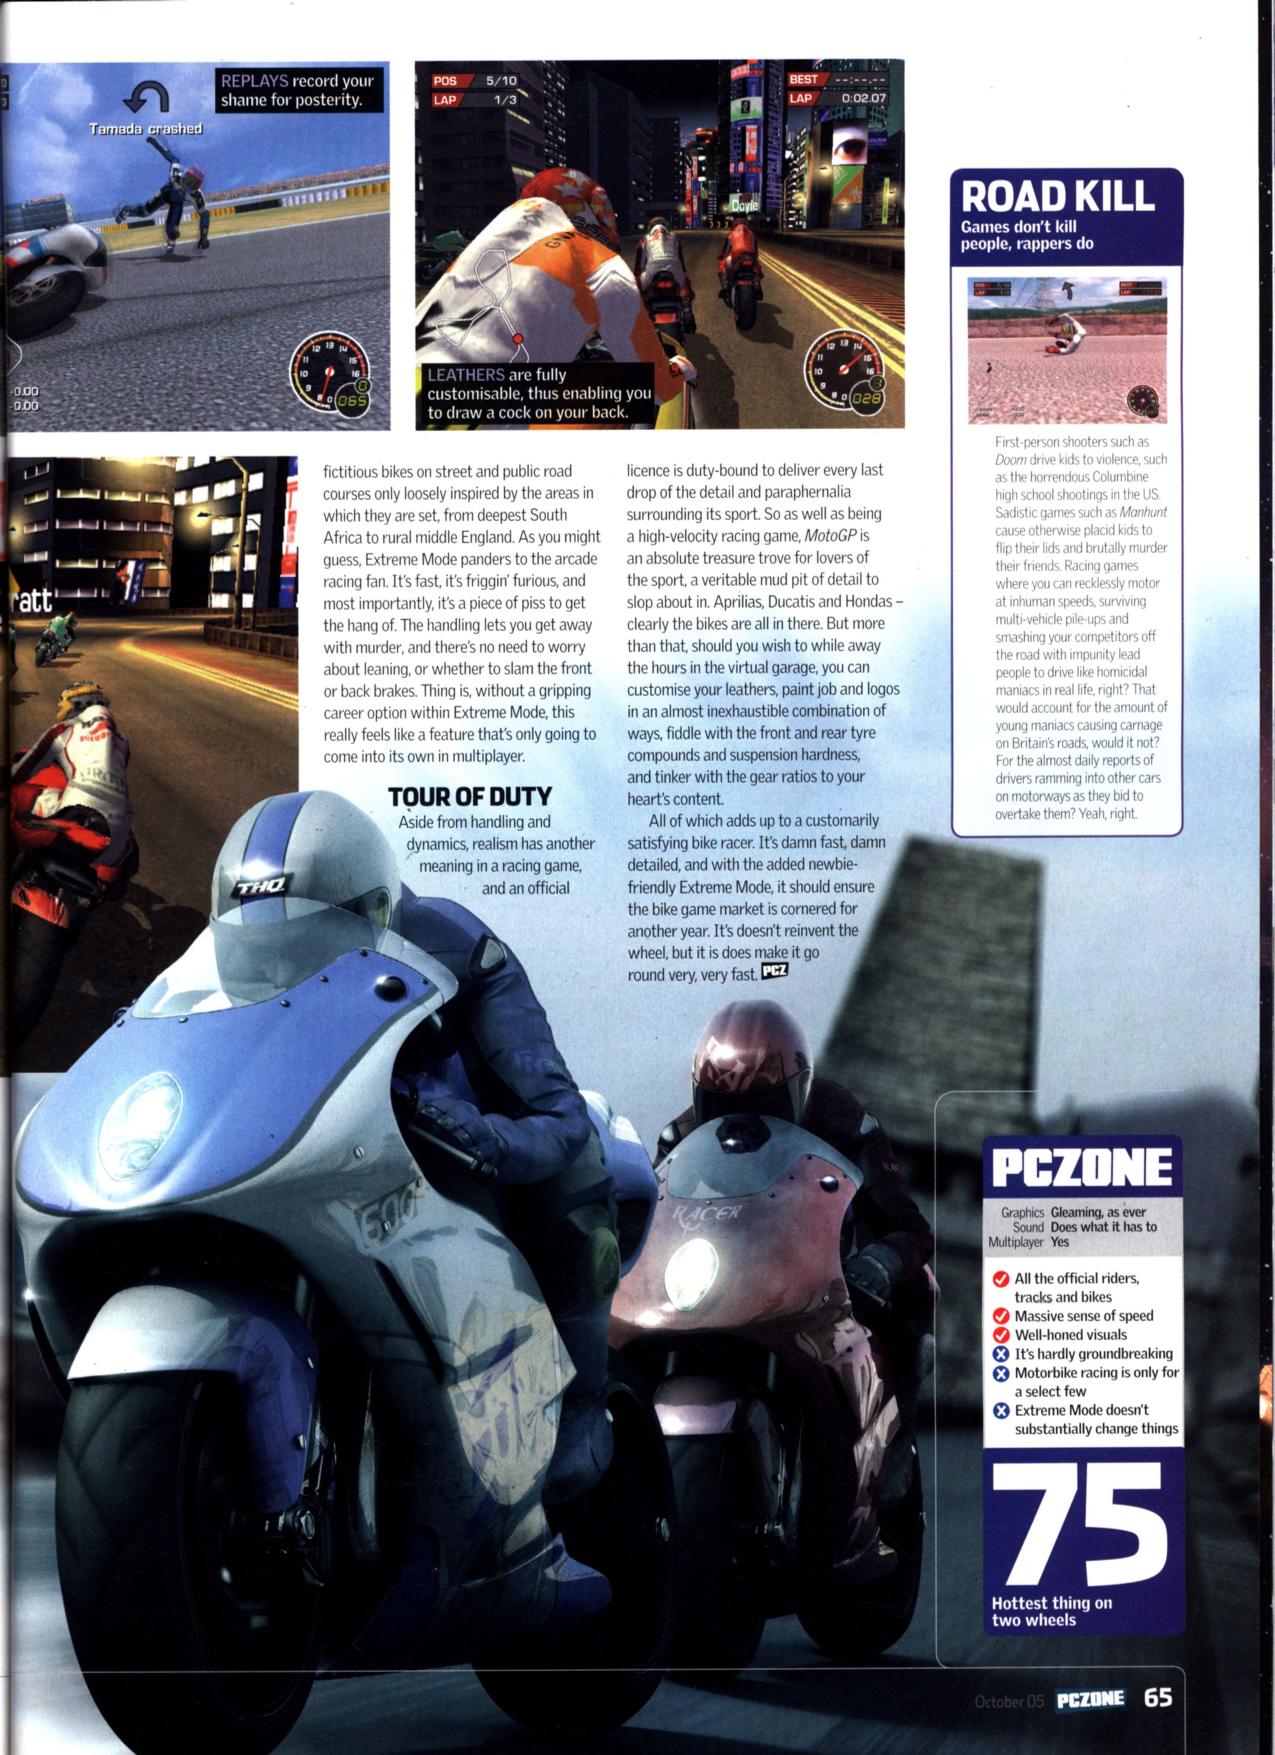 REPLAYS record your
shame for posterity.
Tamada crashed
065
0.00
0.00
POS 5/10
LAP 1/3
BEST --:--.--
LAP 0:02.07
Doyle
LEATHERS are fully
customisable, thus enabling you
to draw a cock on your back.
028
ratt
fictitious bikes on street and public road
courses only loosely inspired by the areas in
which they are set, from deepest South
Africa to rural middle England. As you might
guess, Extreme Mode panders to the arcade
racing fan. It's fast, it's friggin' furious, and
most importantly, it's a piece of piss to get
the hang of. The handling lets you get away
with murder, and there's no need to worry
about leaning, or whether to slam the front
or back brakes. Thing is, without a gripping
career option within Extreme Mode, this
really feels like a feature that's only going to
come into its own in multiplayer.
TOUR OF DUTY
Aside from handling and
dynamics, realism has another
meaning in a racing game,
and an official
licence is duty-bound to deliver every last
drop of the detail and paraphernalia
surrounding its sport. So as well as being
a high-velocity racing game, MotoGP is
an absolute treasure trove for lovers of
the sport, a veritable mud pit of detail to
slop about in. Aprilias, Ducatis and Hondas –
clearly the bikes are all in there. But more
than that, should you wish to while away
the hours in the virtual garage, you can
customise your leathers, paint job and logos
in an almost inexhaustible combination of
ways, fiddle with the front and rear tyre
compounds and suspension hardness,
and tinker with the gear ratios to your
heart's content.
All of which adds up to a customarily
satisfying bike racer. It's damn fast, damn
detailed, and with the added newbie-
friendly Extreme Mode, it should ensure
the bike game market is cornered for
another year. It's doesn't reinvent the
wheel, but it is does make it go
round very, very fast. PCZ
ROAD KILL
Games don't kill
people, rappers do
First-person shooters such as
Doom drive kids to violence, such
as the horrendous Columbine
high school shootings in the US.
Sadistic games such as Manhunt
cause otherwise placid kids to
flip their lids and brutally murder
their friends. Racing games
where you can recklessly motor
at inhuman speeds, surviving
multi-vehicle pile-ups and
smashing your competitors off
the road with impunity lead
people to drive like homicidal
maniacs in real life, right? That
would account for the amount of
young maniacs causing carnage
on Britain's roads, would it not?
For the almost daily reports of
drivers ramming into other cars
on motorways as they bid to
overtake them? Yeah, right.
THQ
RACER
PCZONE
Graphics Gleaming, as ever
Sound Does what it has to
Multiplayer Yes
All the official riders,
tracks and bikes
Massive sense of speed
Well-honed visuals
It's hardly groundbreaking
Motorbike racing is only for
a select few
Extreme Mode doesn't
substantially change things
75
Hottest thing on
two wheels
October 05 PCZONE 65